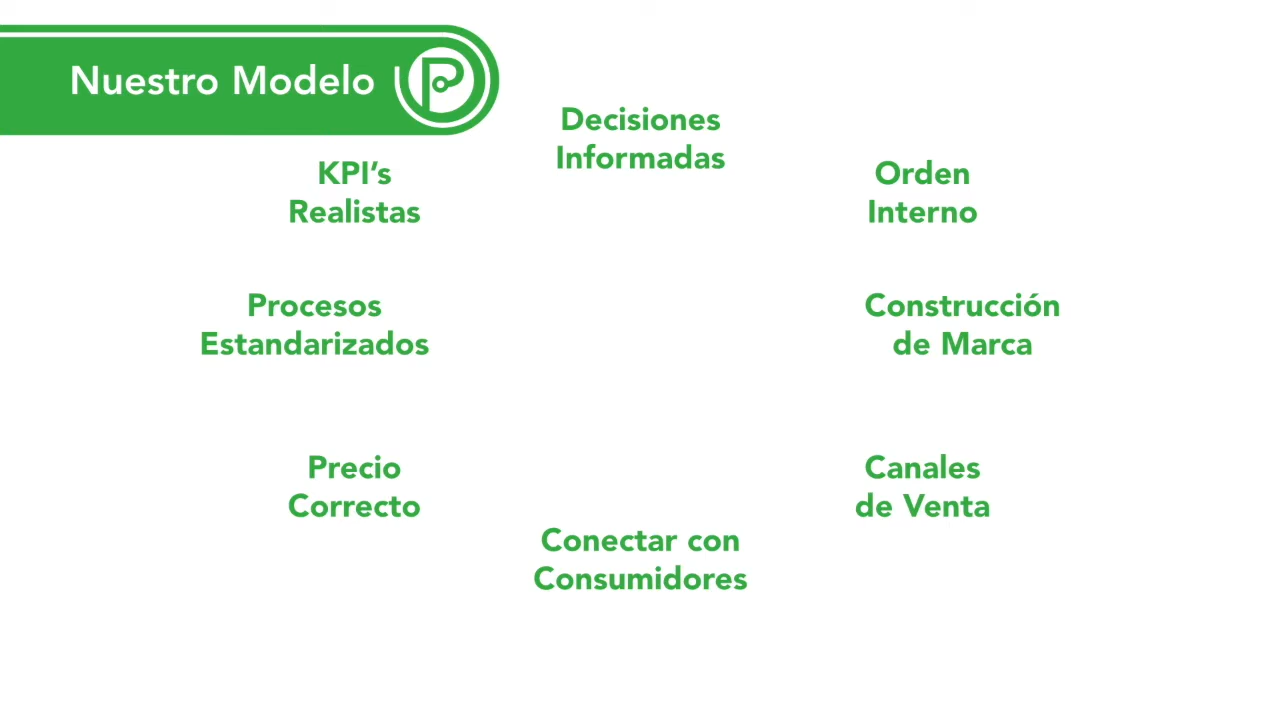 Nuestro Modelo
Decisiones
Informadas
KPI’s
Realistas
Orden
Interno
Procesos
Estandarizados
Construcción
de Marca
Precio
Correcto
Canales
de Venta
Conectar con
Consumidores